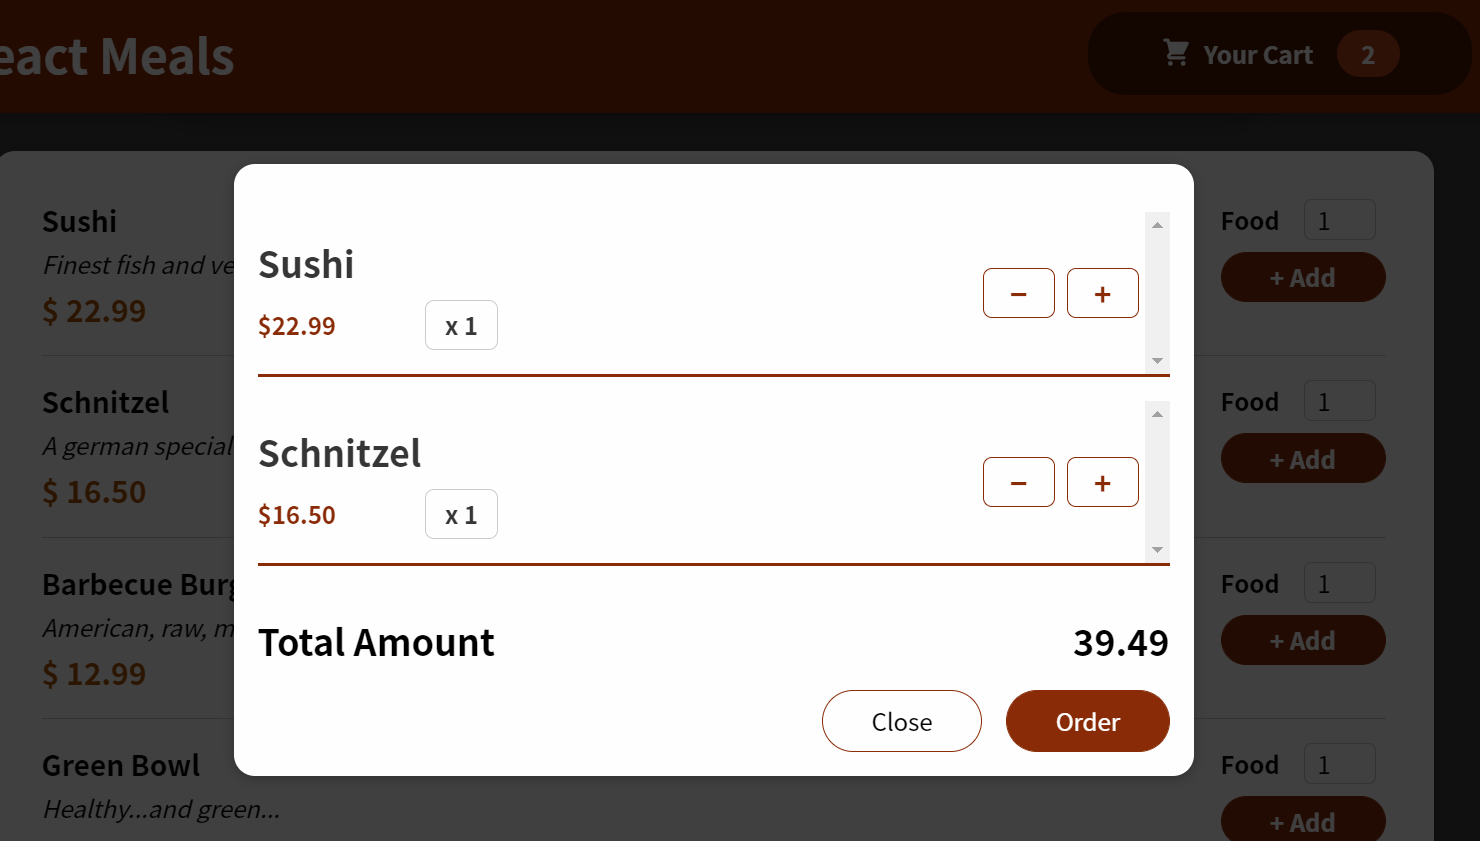 eact Meals
Your Cart 2
Sushi
Finest fish and ve
$ 22.99
Food 1
+ Add
Schnitzel
A german special
$ 16.50
Food 1
+ Add
Barbecue Burg
American, raw, m
$ 12.99
Food 1
+ Add
Green Bowl
Healthy...and green...
Food 1
+ Add
Sushi
$22.99 x 1
− +
Schnitzel
$16.50 x 1
− +
Total Amount 39.49
Close Order